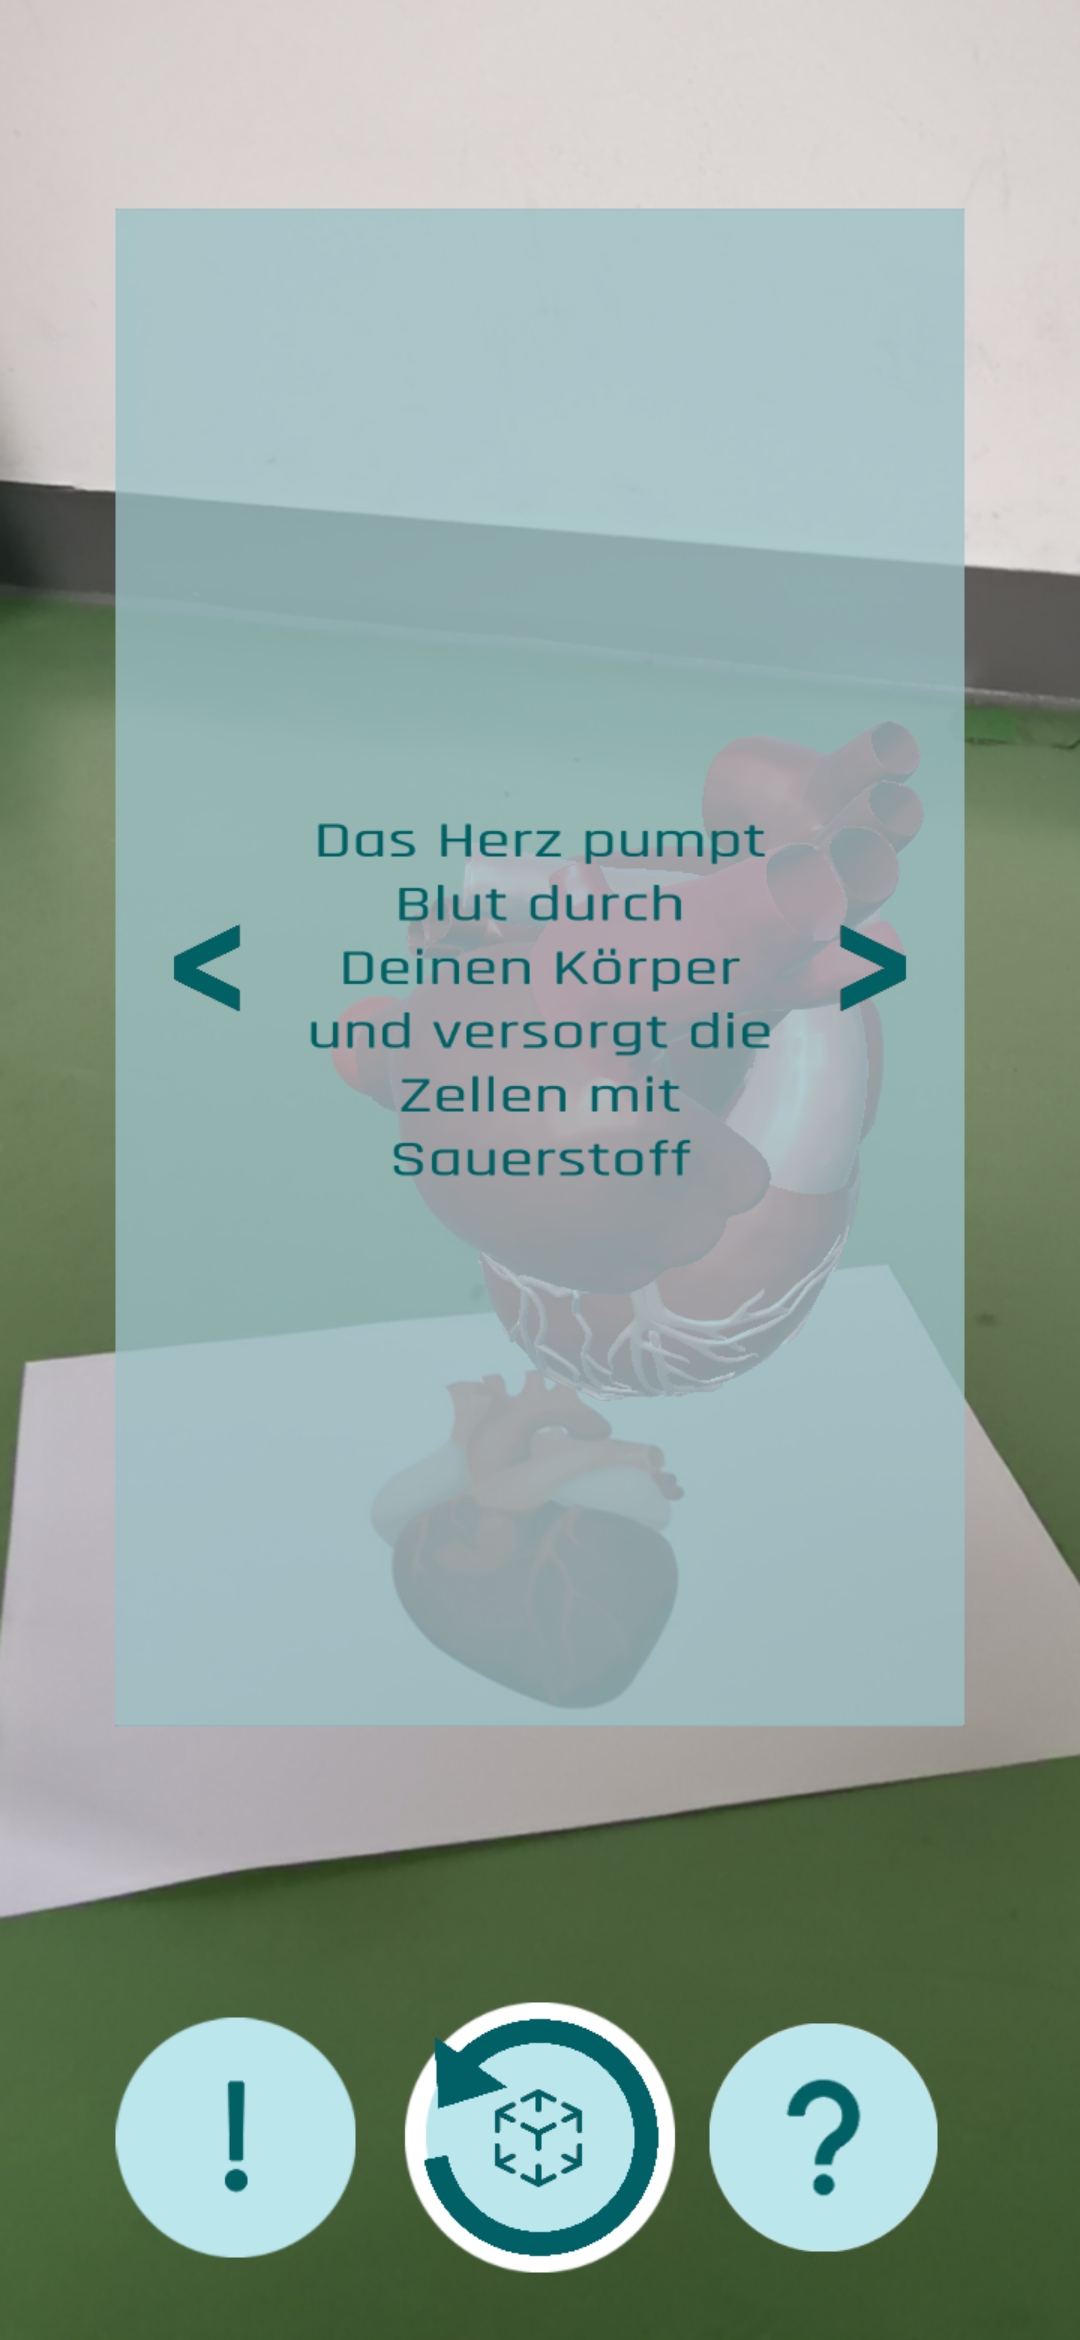 Das Herz pumpt
Blut durch
Deinen Körper
und versorgt die
Zellen mit
Sauerstoff
<
>
!
?